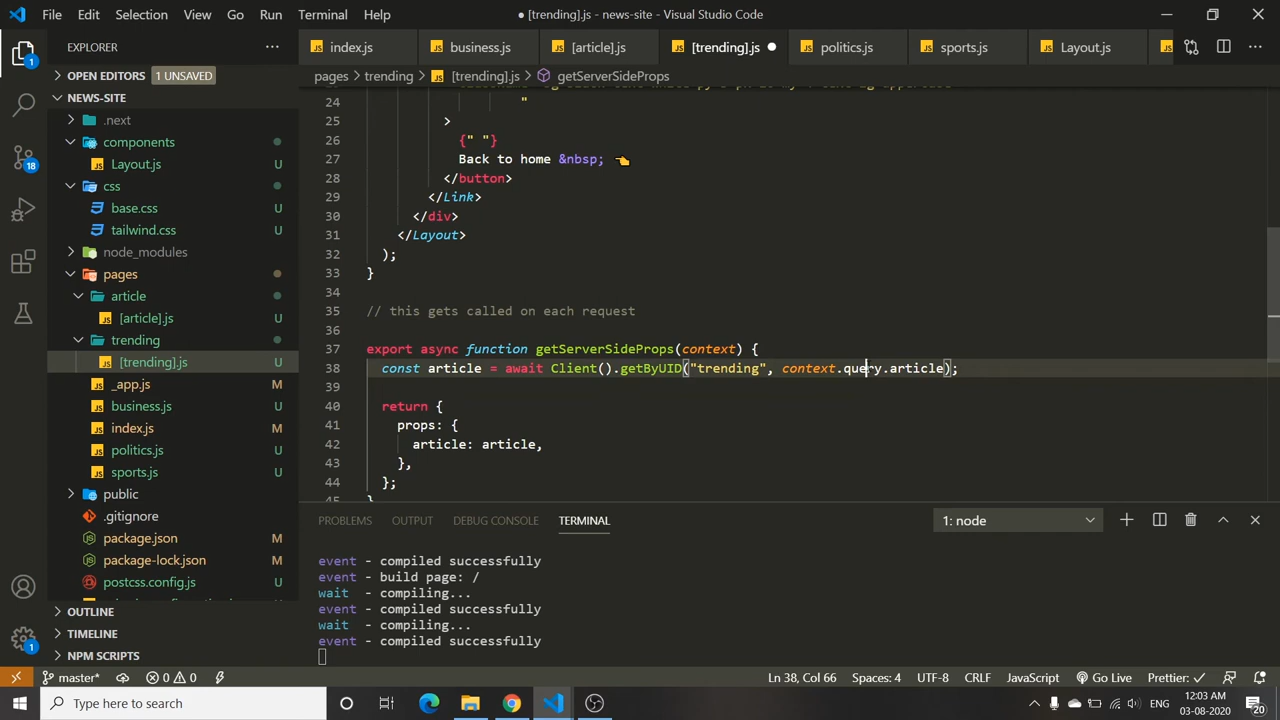 File Edit Selection View Go Run Terminal Help
● [trending].js - news-site - Visual Studio Code
EXPLORER
OPEN EDITORS 1 UNSAVED
NEWS-SITE
.next
components
Layout.js U
css
base.css U
tailwind.css U
node_modules
pages
article
[article].js U
trending
[trending].js U
_app.js M
business.js U
index.js M
politics.js U
sports.js U
public
.gitignore
package.json M
package-lock.json M
postcss.config.js U
OUTLINE
TIMELINE
NPM SCRIPTS
1
18
1
index.js business.js [article].js [trending].js politics.js sports.js Layout.js
pages > trending > [trending].js > getServerSideProps
24 "
25 >
26 {" "}
27 Back to home &nbsp; 👈
28 </button>
29 </Link>
30 </div>
31 </Layout>
32 );
33 }
34
35 // this gets called on each request
36
37 export async function getServerSideProps(context) {
38 const article = await Client().getByUID("trending", context.query.article);
39
40 return {
41 props: {
42 article: article,
43 },
44 };
45 }
PROBLEMS OUTPUT DEBUG CONSOLE TERMINAL
1: node
event - compiled successfully
event - build page: /
wait - compiling...
event - compiled successfully
wait - compiling...
event - compiled successfully
master* 0 0 Ln 38, Col 66 Spaces: 4 UTF-8 CRLF JavaScript Go Live Prettier: ✓
Type here to search
ENG
12:03 AM
03-08-2020
20